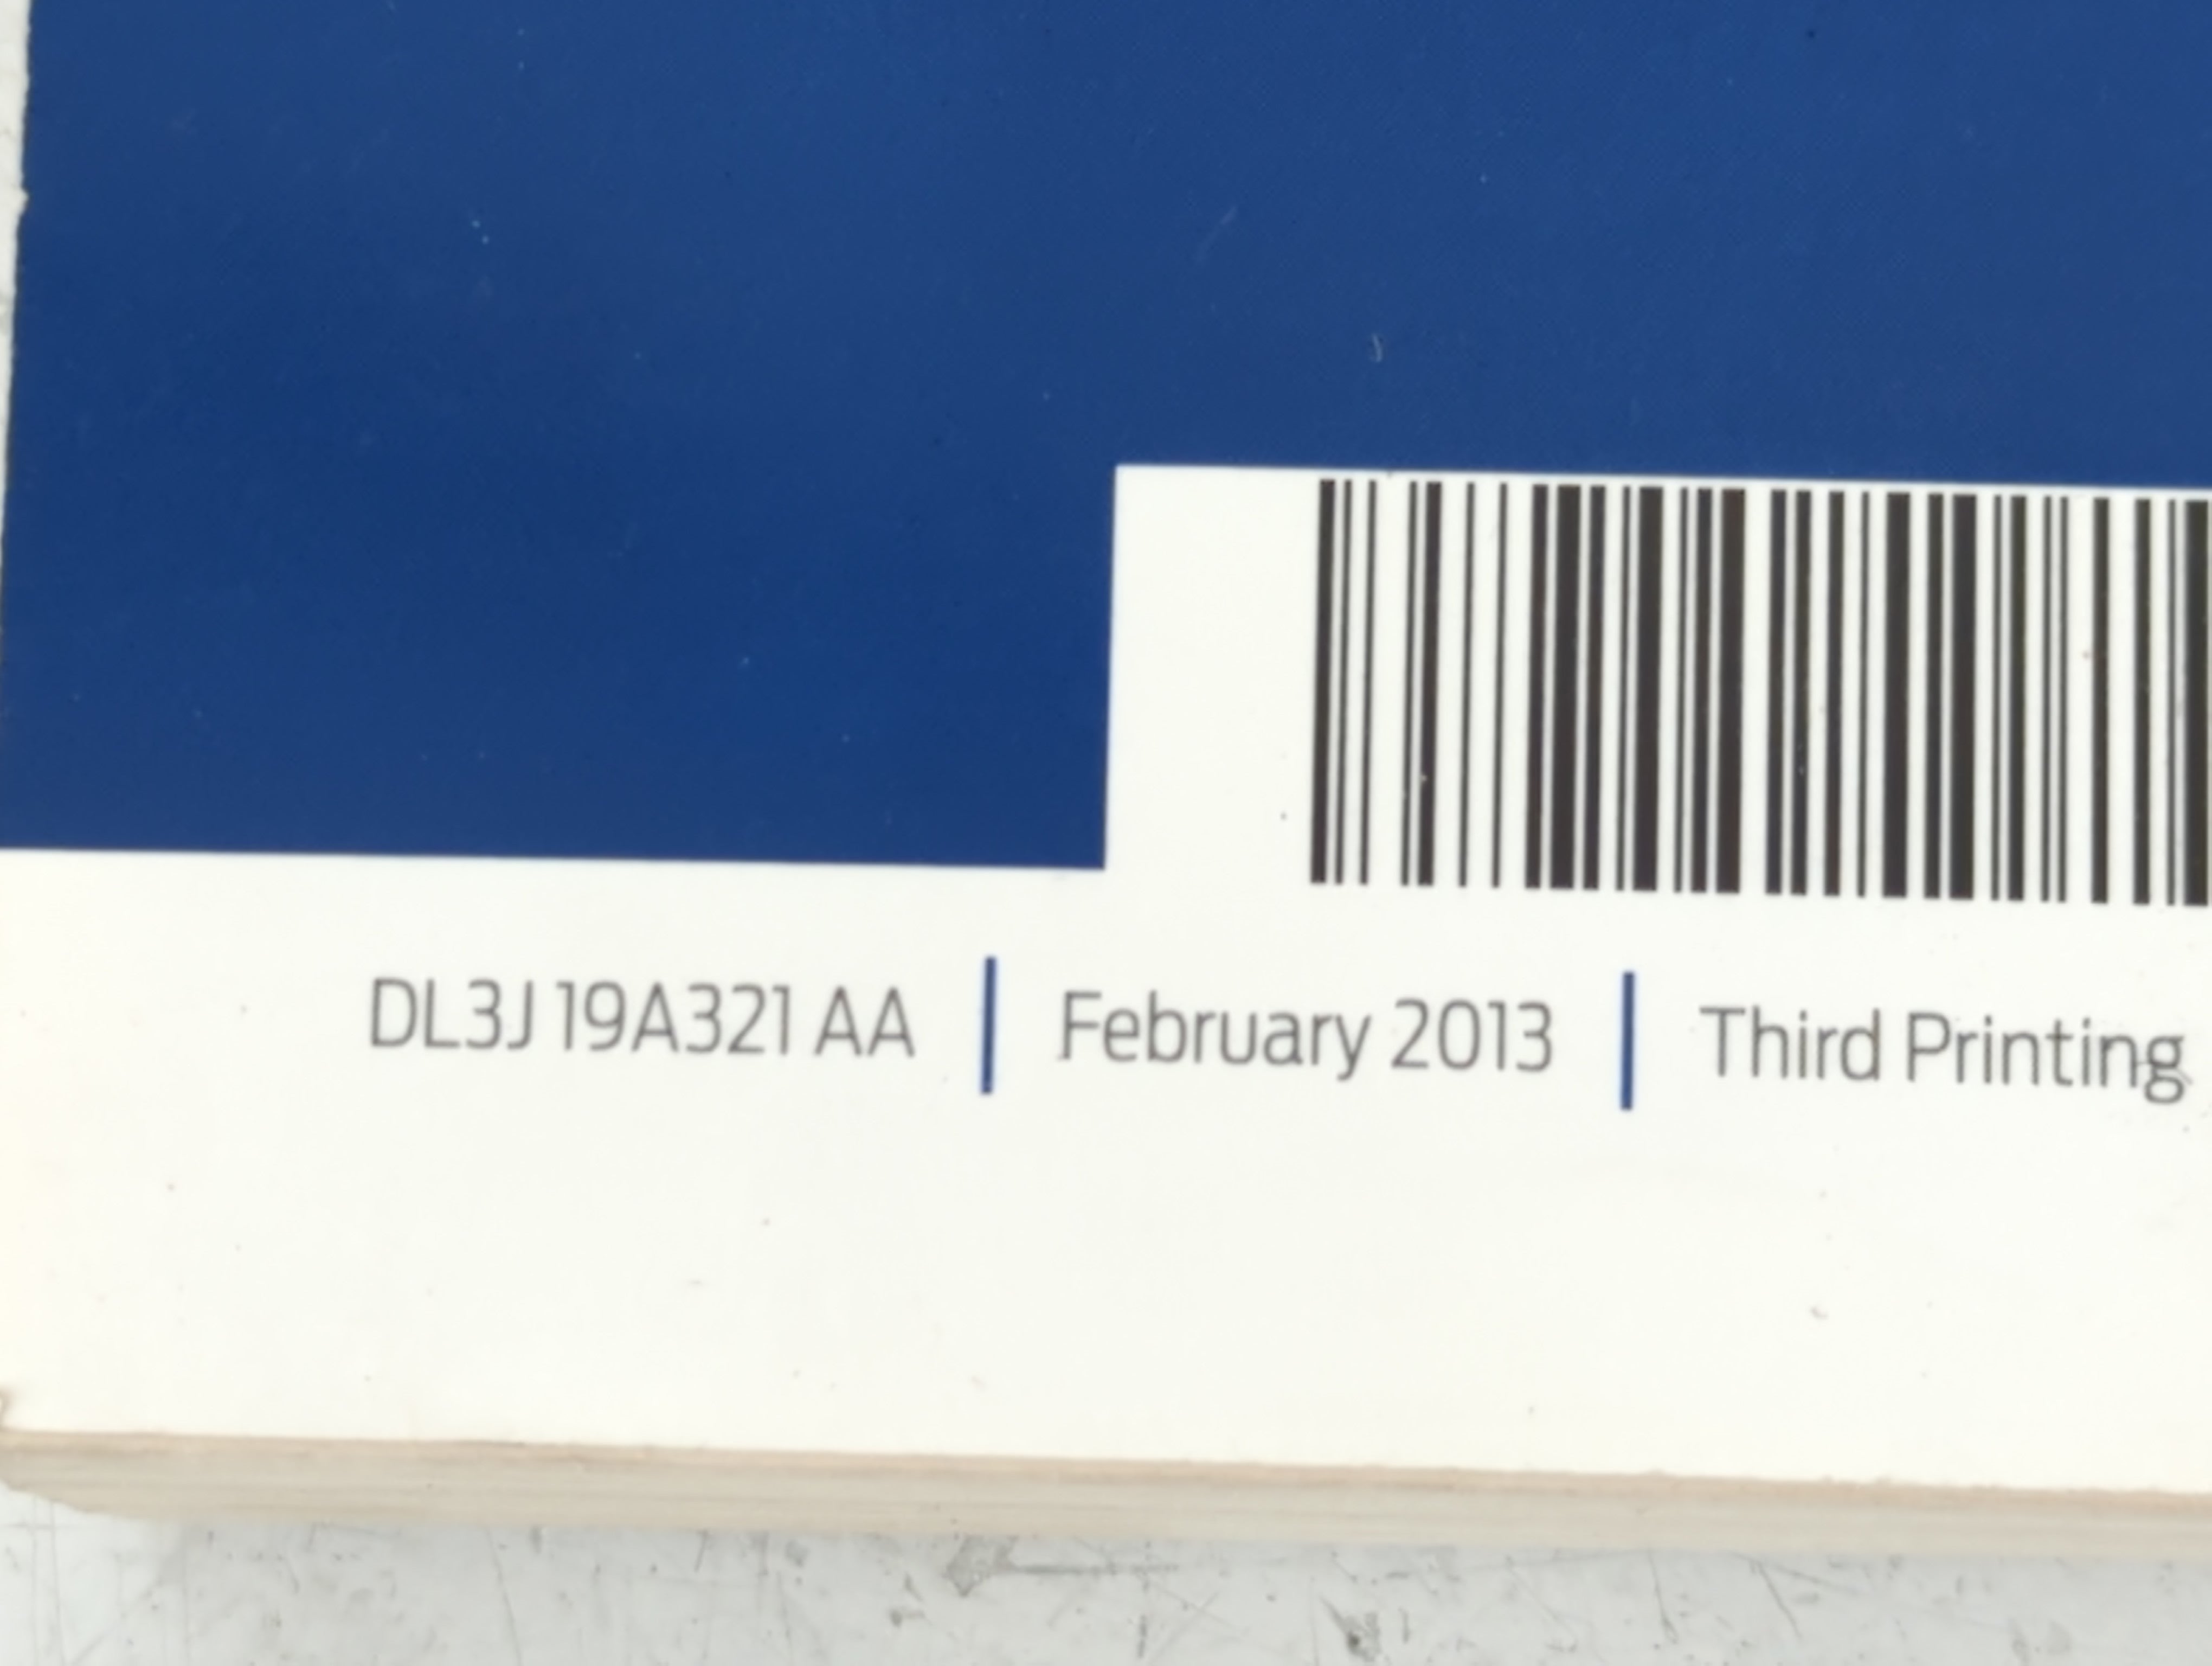 DL3J 19A321 AA | February 2013 | Third Printing